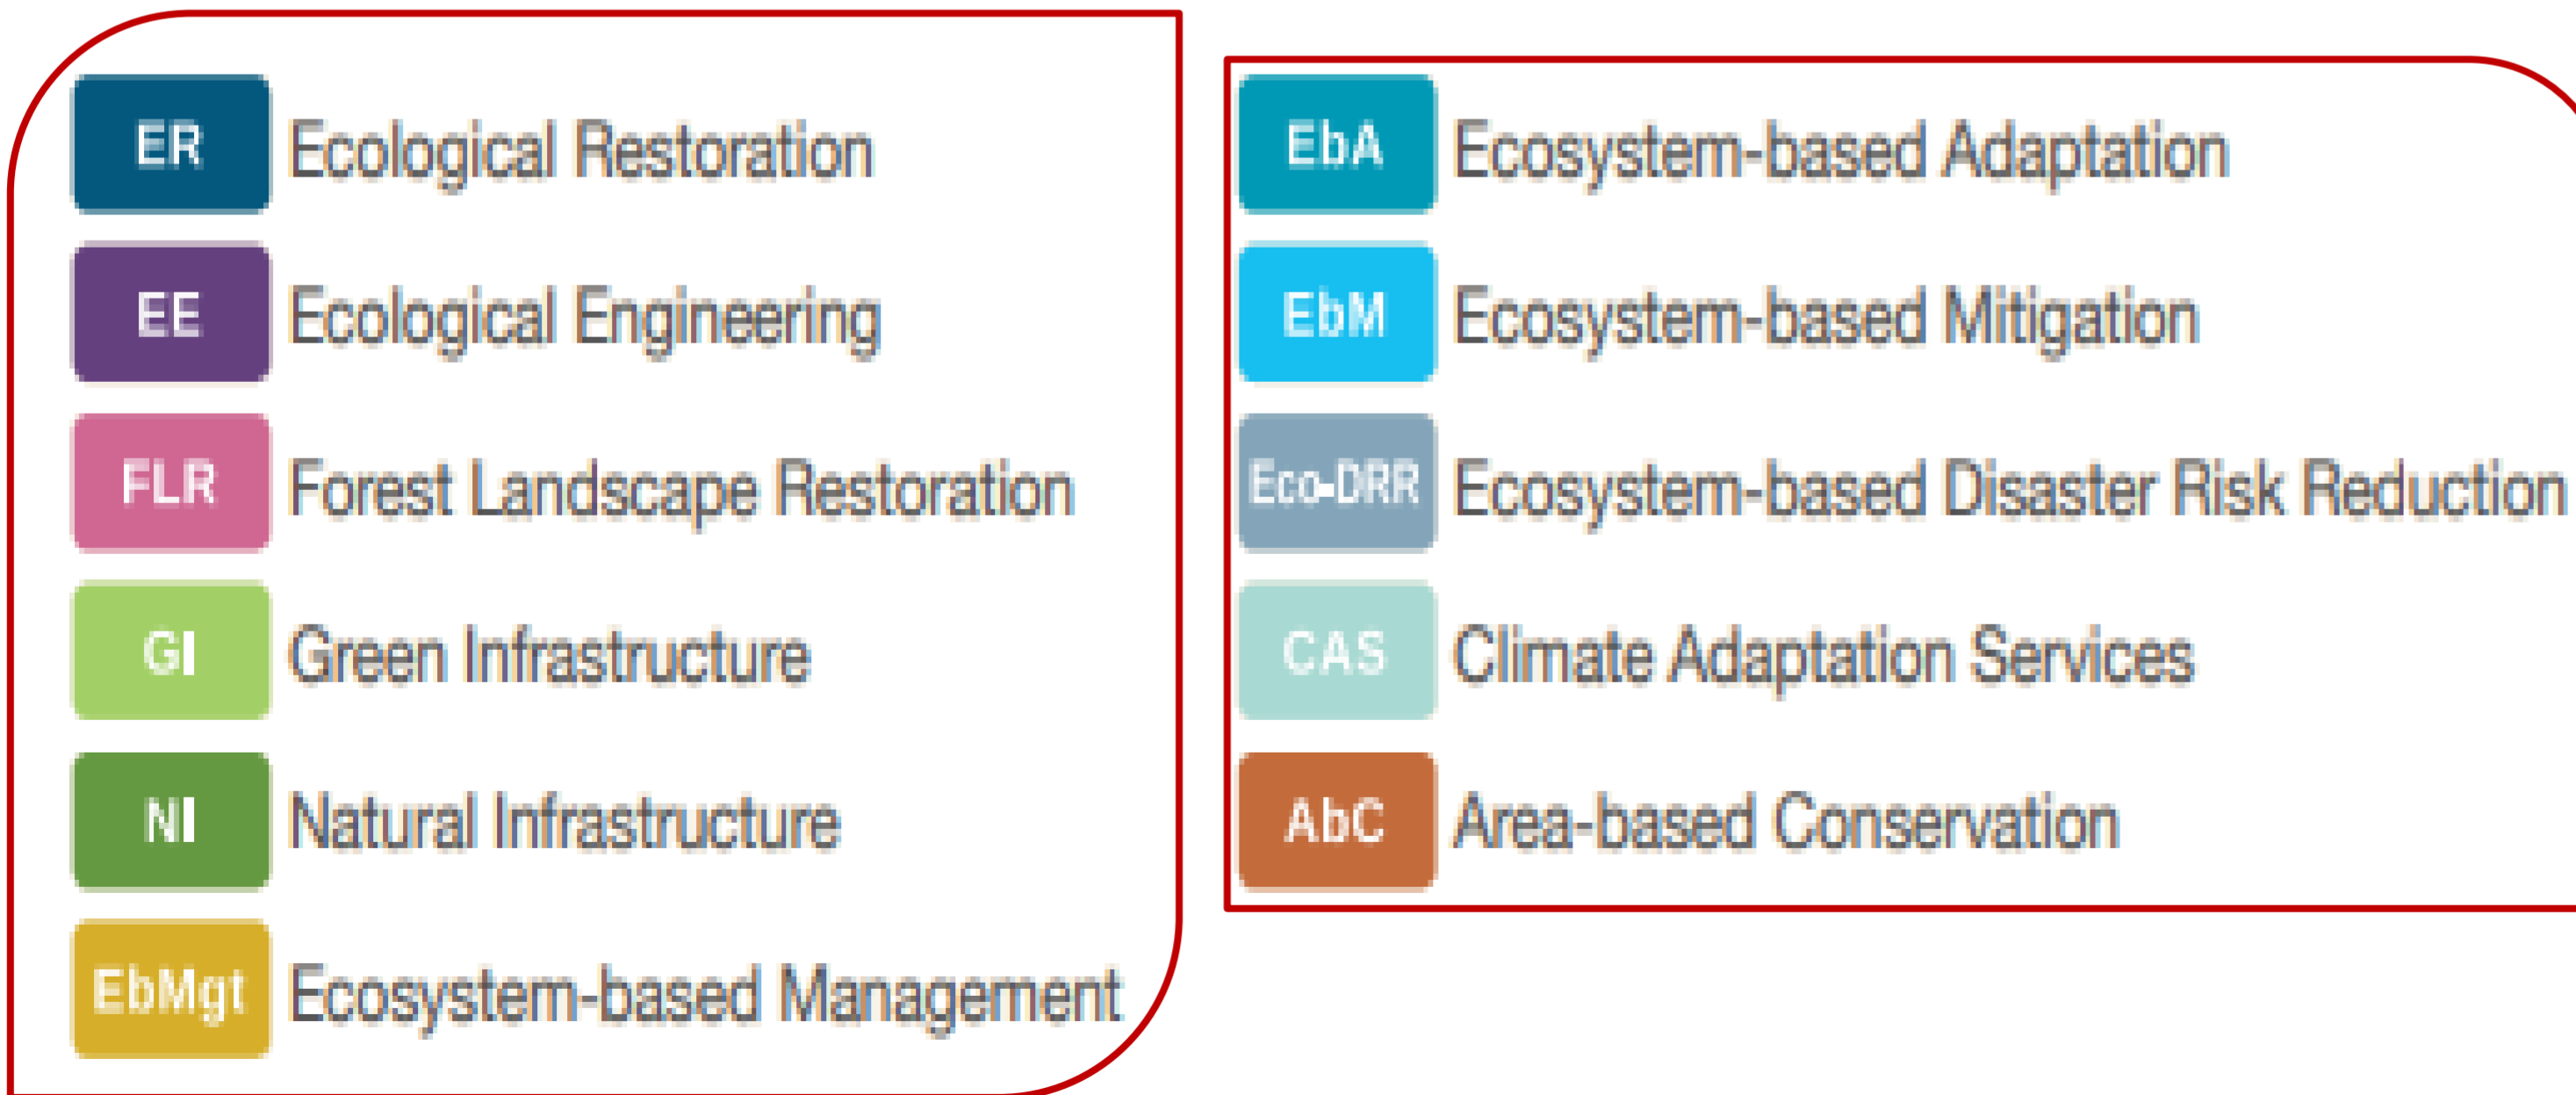 ER Ecological Restoration
EE Ecological Engineering
FLR Forest Landscape Restoration
GI Green Infrastructure
NI Natural Infrastructure
EbMgt Ecosystem-based Management
EbA Ecosystem-based Adaptation
EbM Ecosystem-based Mitigation
Eco-DRR Ecosystem-based Disaster Risk Reduction
CAS Climate Adaptation Services
AbC Area-based Conservation